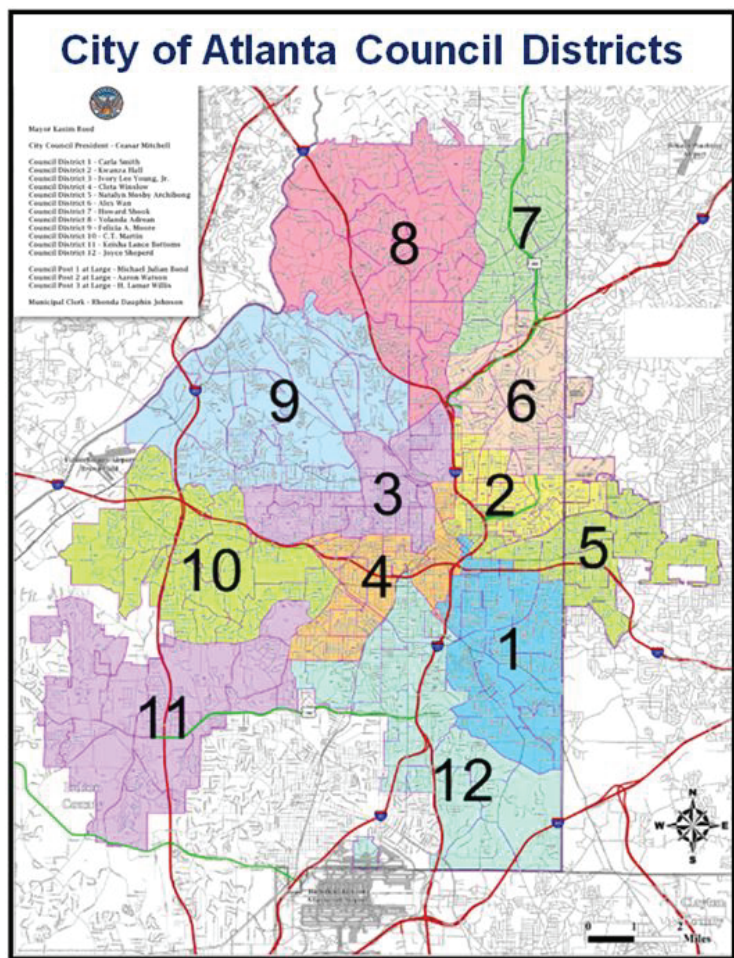 City of Atlanta Council Districts
Mayor Kasim Reed
City Council President - Ceasar Mitchell
Council District 1 - Carla Smith
Council District 2 - Kwanza Hall
Council District 3 - Ivory Lee Young, Jr.
Council District 4 - Cleta Winslow
Council District 5 - Natalyn Mosby Archibong
Council District 6 - Alex Wan
Council District 7 - Howard Shook
Council District 8 - Yolanda Adrean
Council District 9 - Felicia A. Moore
Council District 10 - C.T. Martin
Council District 11 - Keisha Lance Bottoms
Council District 12 - Joyce Sheperd
Council Post 1 at Large - Michael Julian Bond
Council Post 2 at Large - Aaron Watson
Council Post 3 at Large - H. Lamar Willis
Municipal Clerk - Rhonda Dauphin Johnson
8
7
9
6
3
2
10
4
5
1
11
12
N
W E
S
Clayton
County
0 1 2
Miles